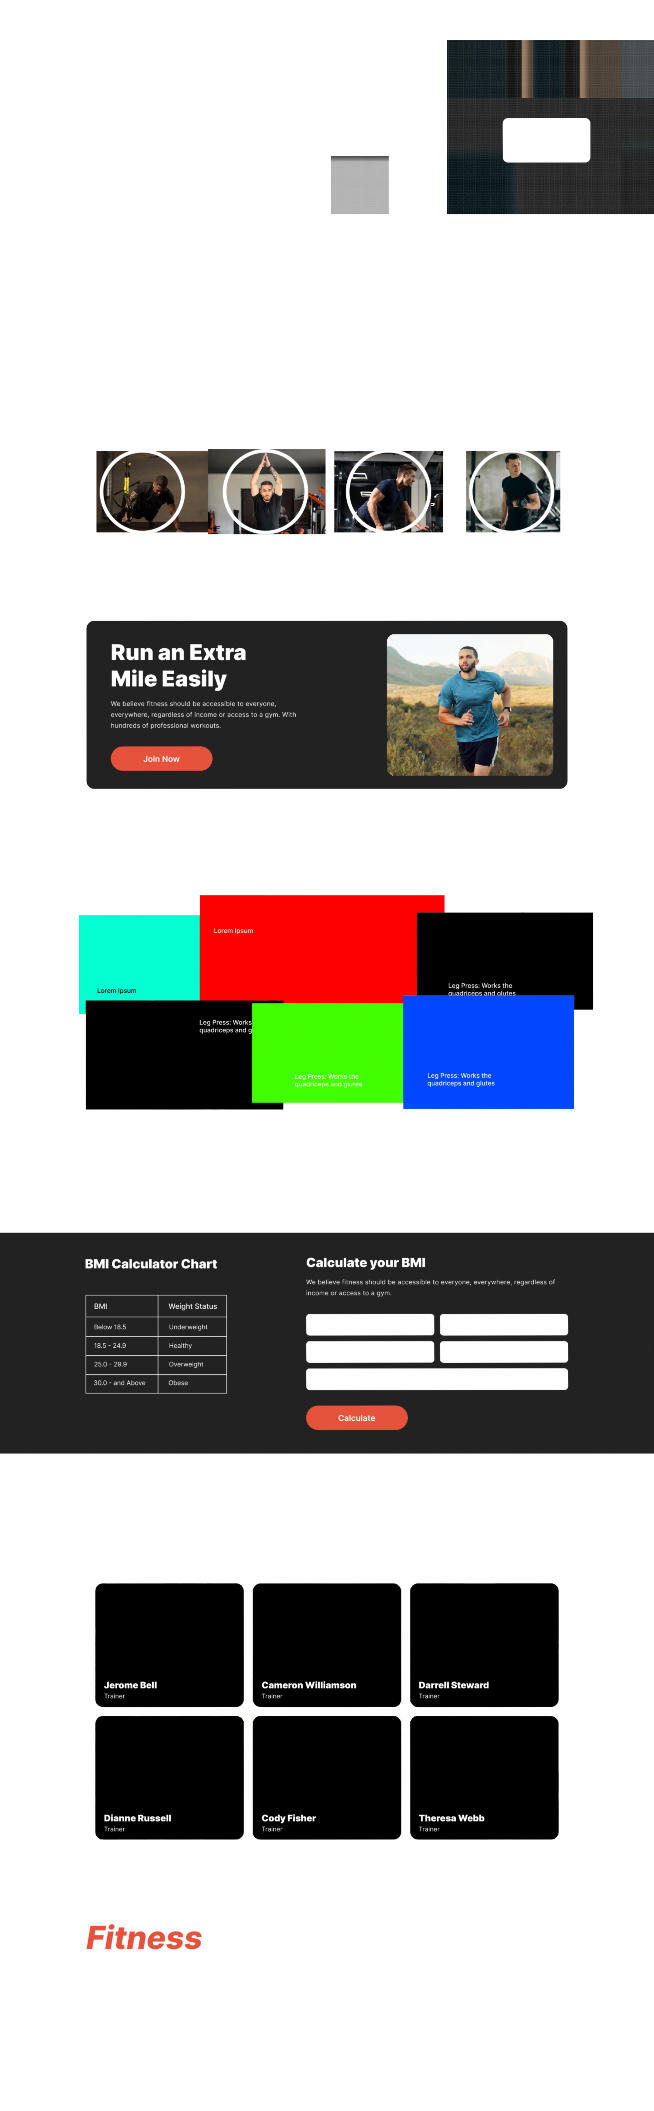 Run an Extra
Mile Easily
We believe fitness should be accessible to everyone,
everywhere, regardless of income or access to a gym. With
hundreds of professional workouts.
Join Now
Lorem Ipsum
Lorem Ipsum
Leg Press: Works the
quadriceps and glutes
Leg Press: Works
quadriceps and g
Leg Press: Works the
quadriceps and glutes
Leg Press: Works the
quadriceps and glutes
BMI Calculator Chart
BMI Weight Status
Below 18.5 Underweight
18.5 - 24.9 Healthy
25.0 - 29.9 Overweight
30.0 - and Above Obese
Calculate your BMI
We believe fitness should be accessible to everyone, everywhere, regardless of
income or access to a gym.
Calculate
Jerome Bell
Trainer
Cameron Williamson
Trainer
Darrell Steward
Trainer
Dianne Russell
Trainer
Cody Fisher
Trainer
Theresa Webb
Trainer
Fitness